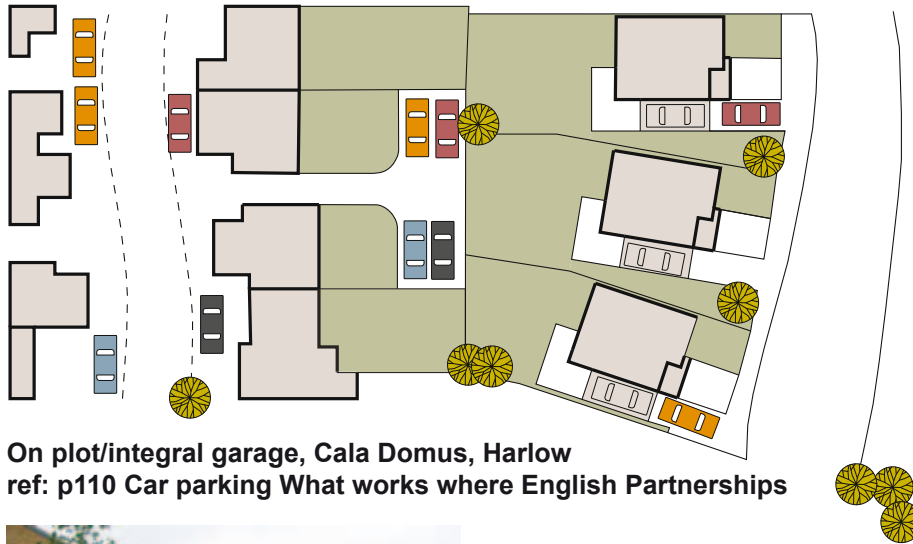 On plot/integral garage, Cala Domus, Harlow
ref: p110 Car parking What works where English Partnerships